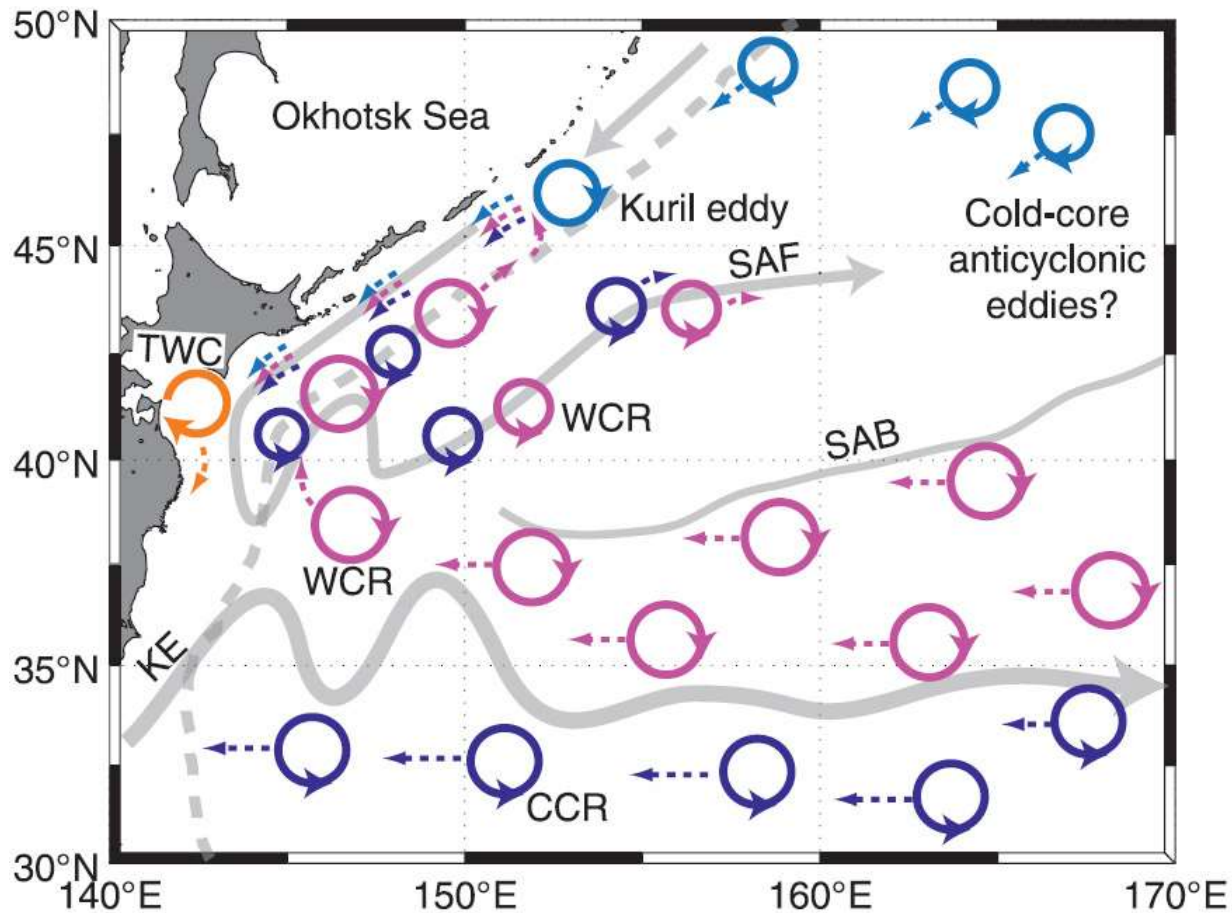 50°N
Okhotsk Sea
Kuril eddy
Cold-core
anticyclonic
eddies?
45°N
SAF
TWC
WCR
SAB
40°N
WCR
KE
35°N
CCR
30°N
140°E
150°E
160°E
170°E